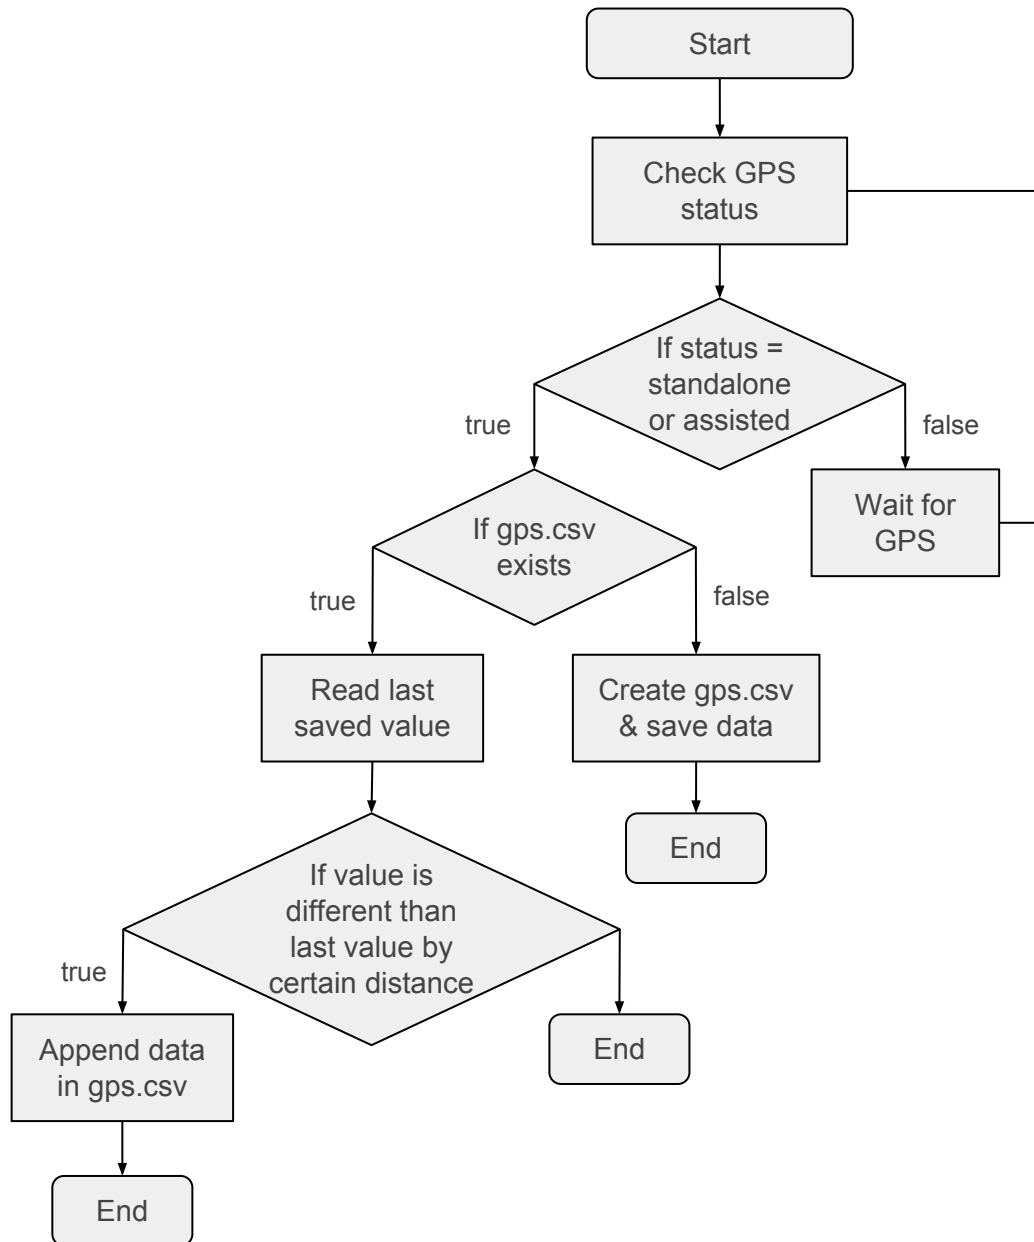 Start
Check GPS
status
If status =
standalone
or assisted
true
false
If gps.csv
exists
Wait for
GPS
true
false
Read last
saved value
Create gps.csv
& save data
End
If value is
different than
last value by
certain distance
true
Append data
in gps.csv
End
End